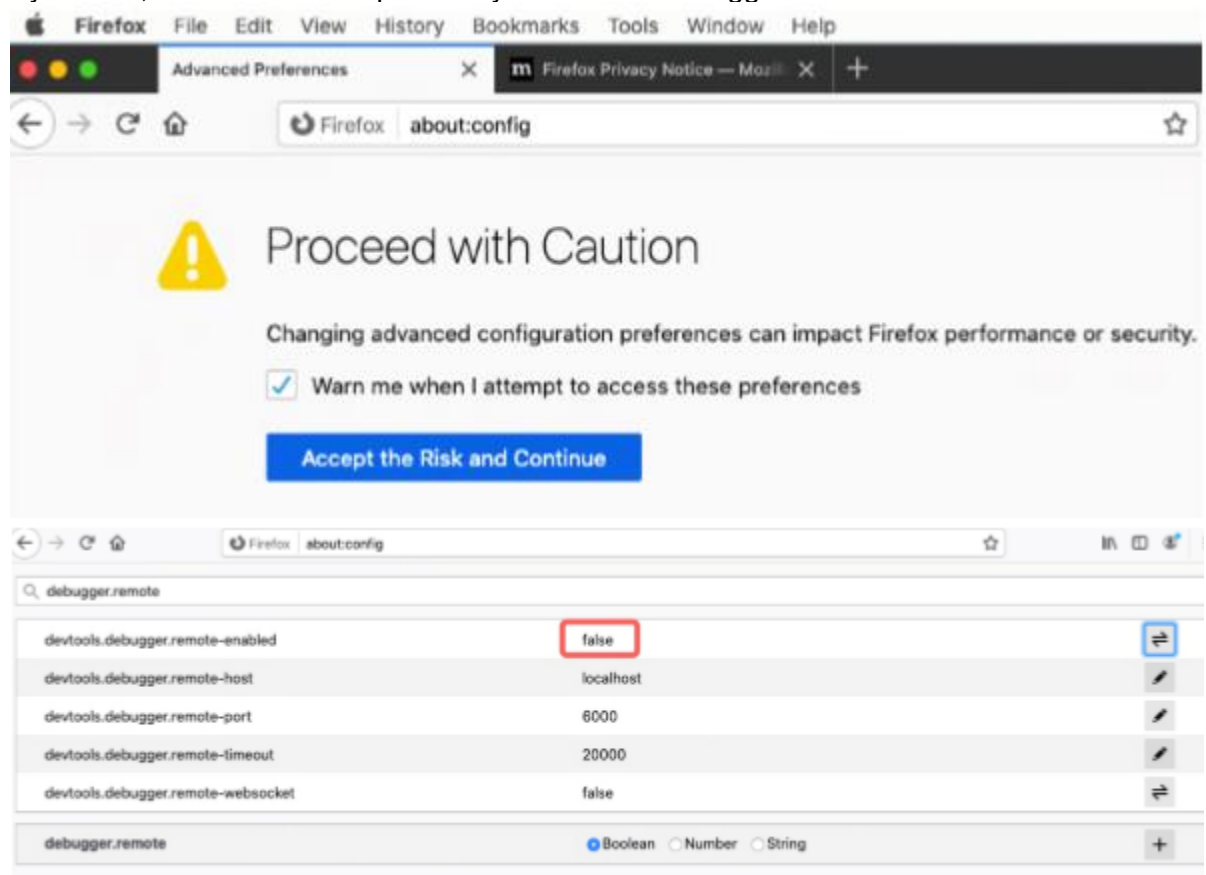 Firefox File Edit View History Bookmarks Tools Window Help
Advanced Preferences m Firefox Privacy Notice — Mozil
Firefox about:config
Proceed with Caution
Changing advanced configuration preferences can impact Firefox performance or security.
Warn me when I attempt to access these preferences
Accept the Risk and Continue
Firefox about:config
debugger.remote
devtools.debugger.remote-enabled false
devtools.debugger.remote-host localhost
devtools.debugger.remote-port 6000
devtools.debugger.remote-timeout 20000
devtools.debugger.remote-websocket false
debugger.remote Boolean Number String